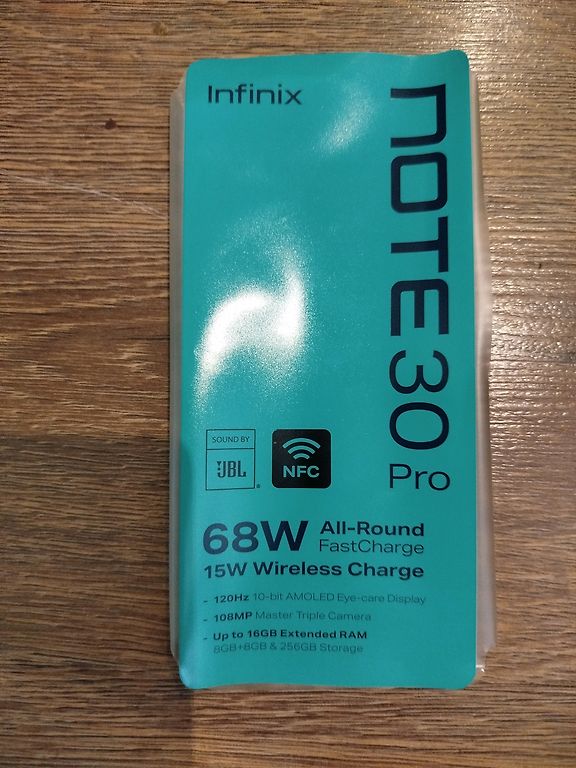 Infinix
NOTE 30
Pro
SOUND BY
JBL
NFC
68W All-Round
FastCharge
15W Wireless Charge
- 120Hz 10-bit AMOLED Eye-care Display
- 108MP Master Triple Camera
- Up to 16GB Extended RAM
8GB+8GB & 256GB Storage